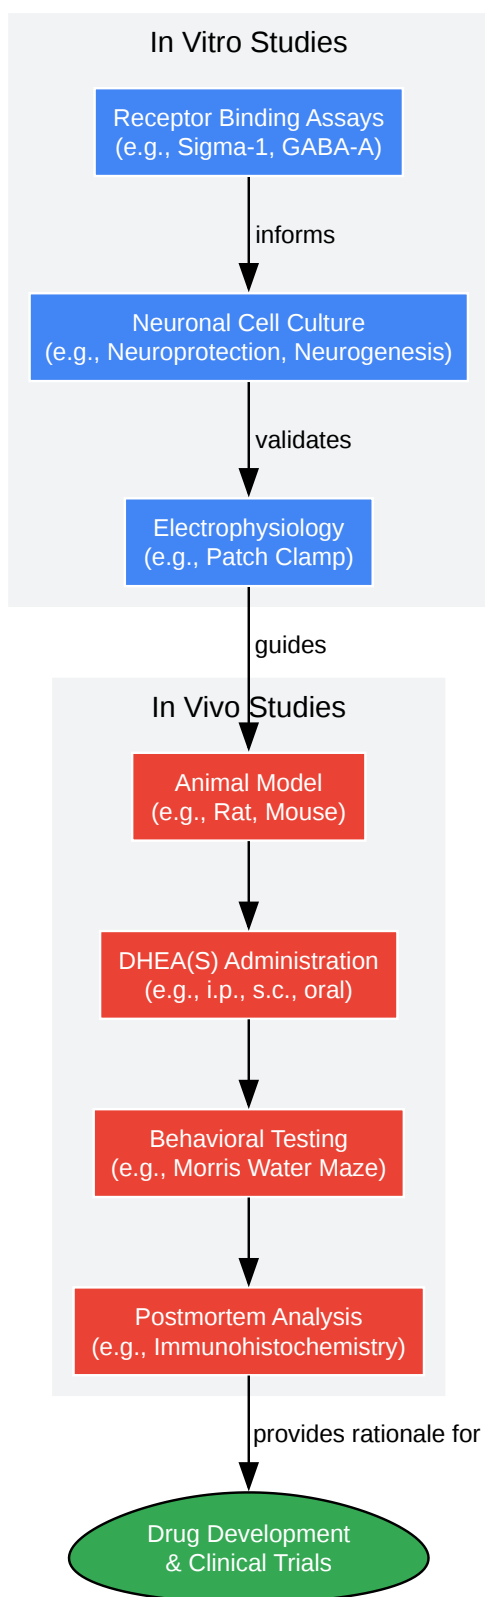 In Vitro Studies
Receptor Binding Assays
(e.g., Sigma-1, GABA-A)
informs
Neuronal Cell Culture
(e.g., Neuroprotection, Neurogenesis)
validates
Electrophysiology
(e.g., Patch Clamp)
guides
In Vivo Studies
Animal Model
(e.g., Rat, Mouse)
DHEA(S) Administration
(e.g., i.p., s.c., oral)
Behavioral Testing
(e.g., Morris Water Maze)
Postmortem Analysis
(e.g., Immunohistochemistry)
provides rationale for
Drug Development
& Clinical Trials